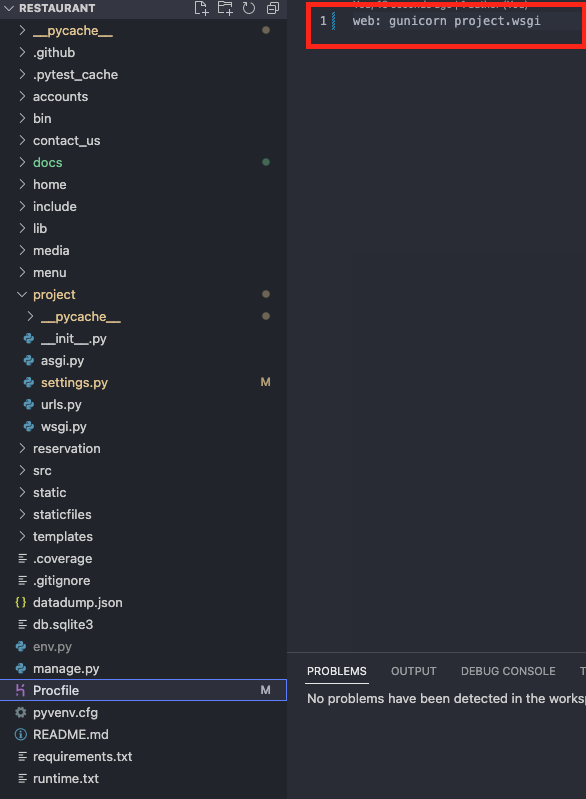 RESTAURANT
__pycache__
.github
.pytest_cache
accounts
bin
contact_us
docs
home
include
lib
media
menu
project
__pycache__
__init__.py
asgi.py
settings.py M
urls.py
wsgi.py
reservation
src
static
staticfiles
templates
.coverage
.gitignore
datadump.json
db.sqlite3
env.py
manage.py
Procfile M
pyvenv.cfg
README.md
requirements.txt
runtime.txt
1 web: gunicorn project.wsgi
PROBLEMS OUTPUT DEBUG CONSOLE T
No problems have been detected in the worksp